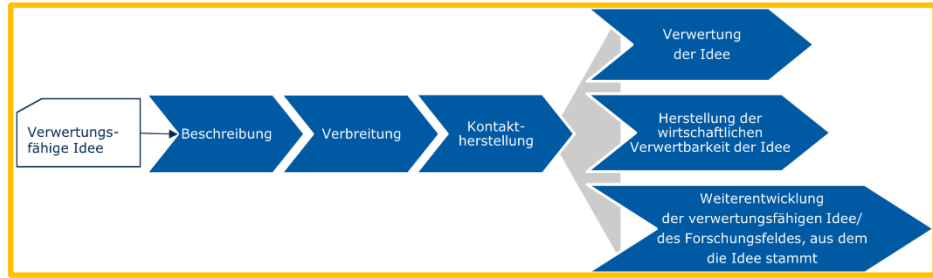 Verwertungs-
fähige Idee
Beschreibung
Verbreitung
Kontakt-
herstellung
Verwertung
der Idee
Herstellung der
wirtschaftlichen
Verwertbarkeit der Idee
Weiterentwicklung
der verwertungsfähigen Idee/
des Forschungsfeldes, aus dem
die Idee stammt